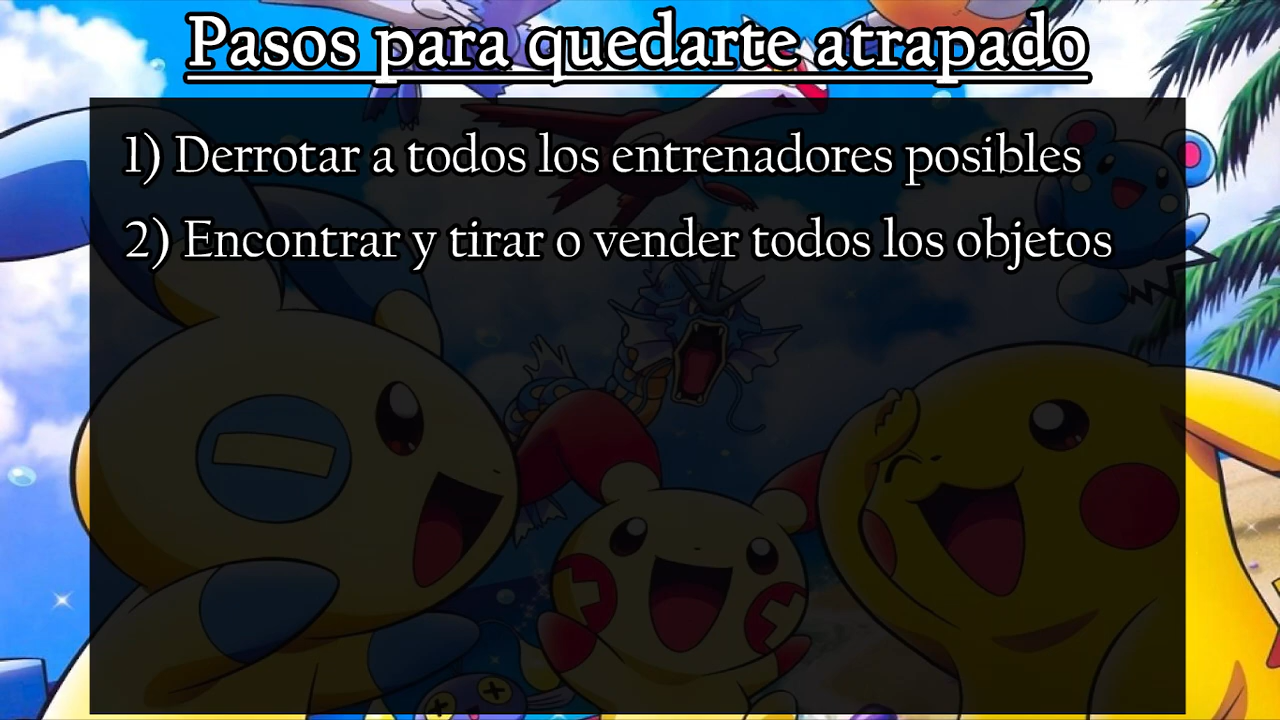 Pasos para quedarte atrapado
1) Derrotar a todos los entrenadores posibles
2) Encontrar y tirar o vender todos los objetos